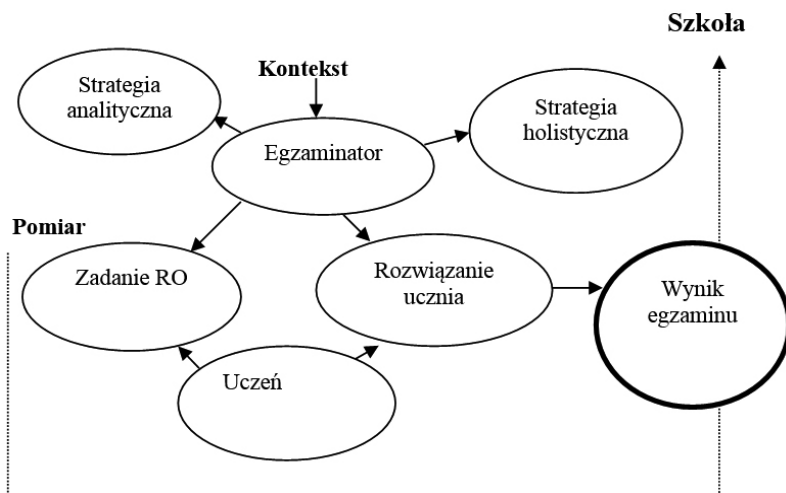 Szkoła
Kontekst
Strategia
analityczna
Strategia
holistyczna
Egzaminator
Pomiar
Zadanie RO
Rozwiązanie
ucznia
Wynik
egzaminu
Uczeń